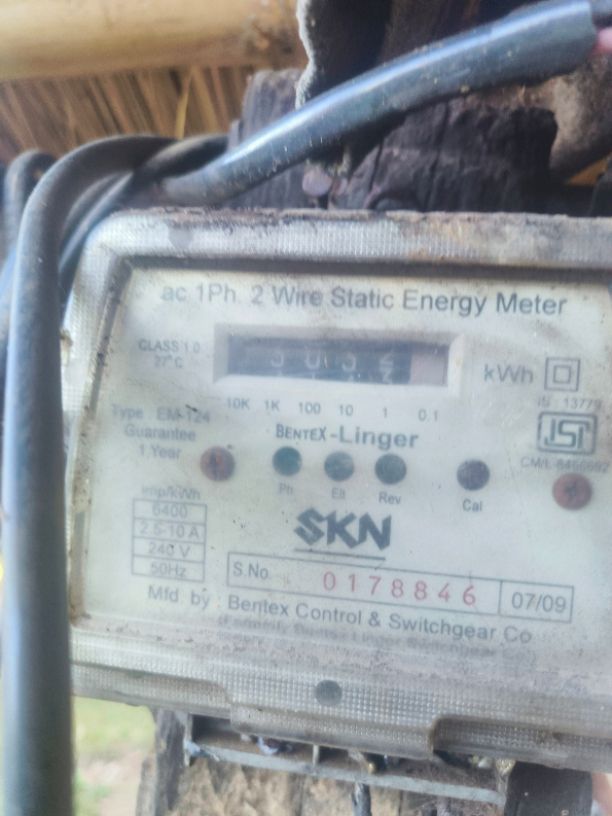 ac 1Ph. 2 Wire Static Energy Meter
CLASS 1.0
27°C
kWh
IS : 13779
10K 1K 100 10 1 0.1
Type : EM-124
Guarantee
1 Year
BENTEX-Linger
Ph Rev Cal
imp/kWh
6400
2.5-10 A
240 V
50Hz
SKN
S.No. 0178846 07/09
Mfd. by : Bentex Control & Switchgear Co